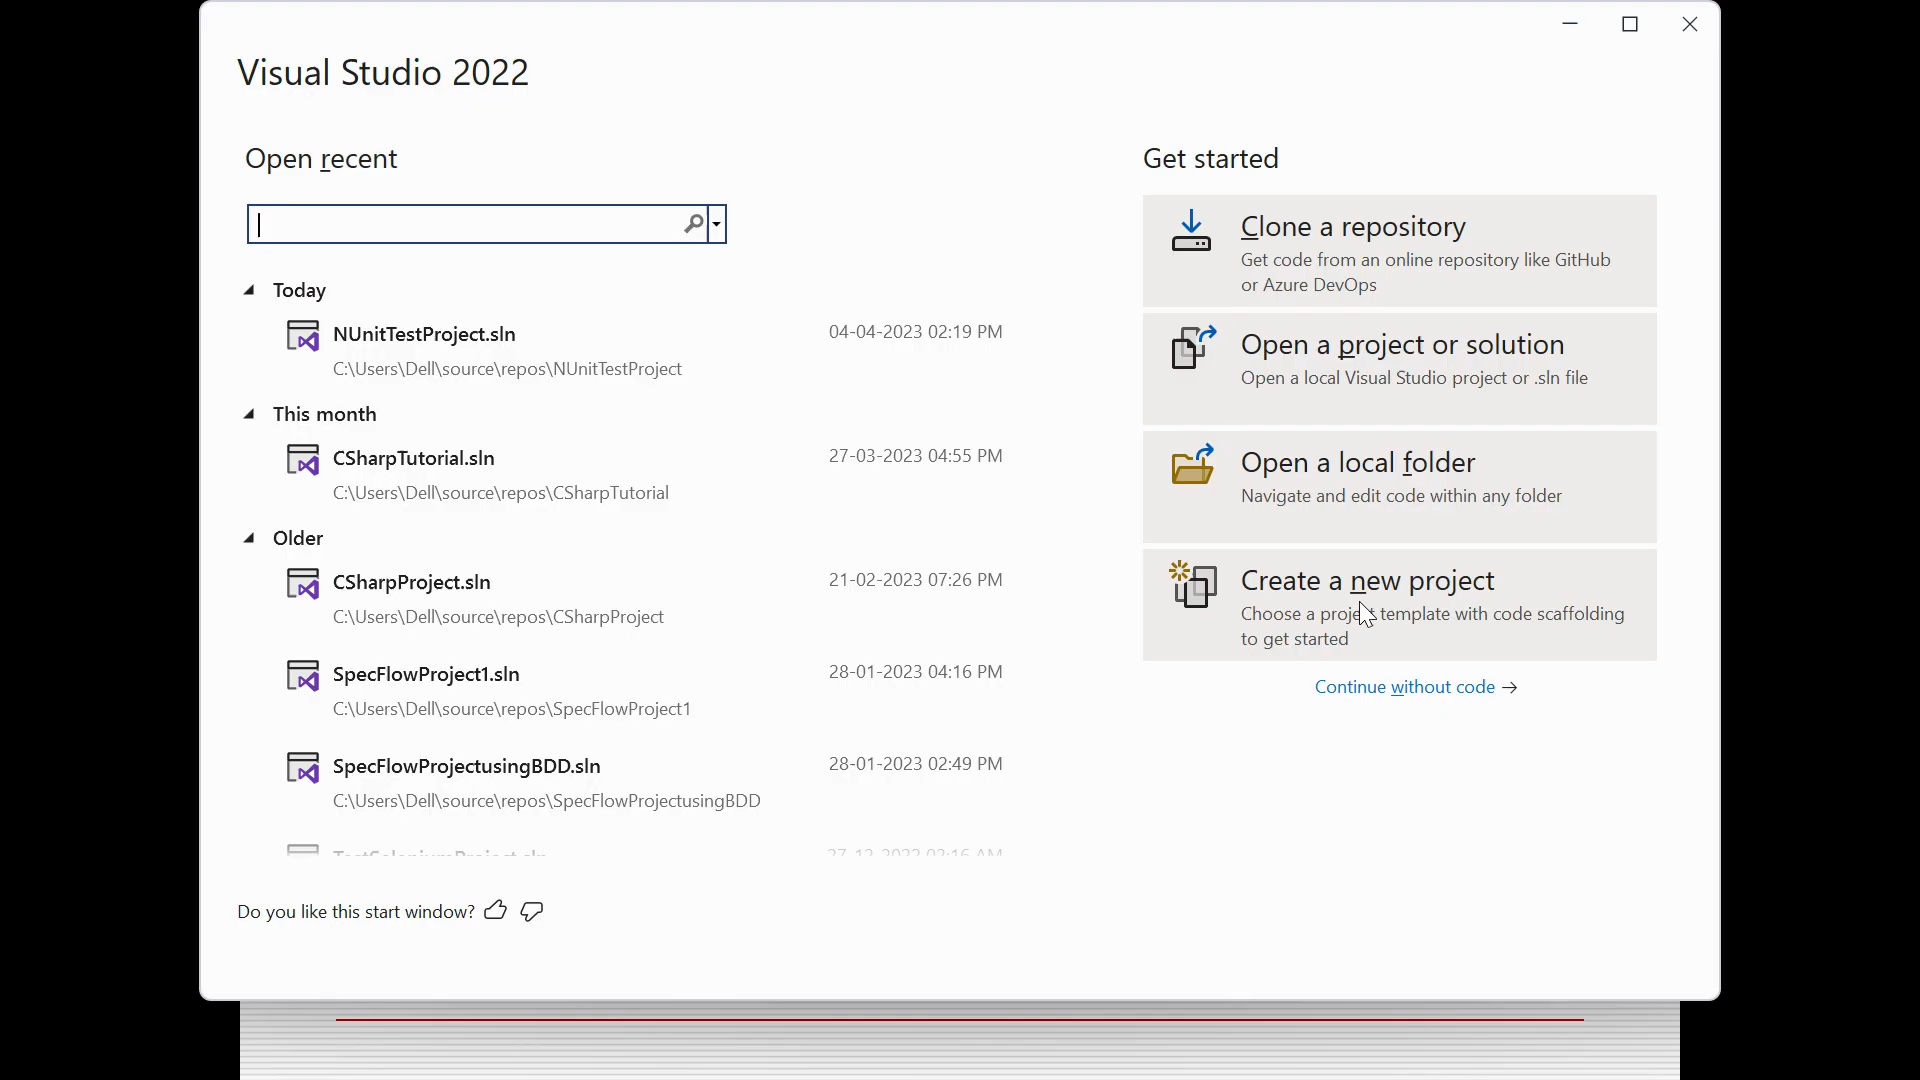 Visual Studio 2022
Open recent
Today
NUnitTestProject.sln
04-04-2023 02:19 PM
C:\Users\Dell\source\repos\NUnitTestProject
This month
CSharpTutorial.sln
27-03-2023 04:55 PM
C:\Users\Dell\source\repos\CSharpTutorial
Older
CSharpProject.sln
21-02-2023 07:26 PM
C:\Users\Dell\source\repos\CSharpProject
SpecFlowProject1.sln
28-01-2023 04:16 PM
C:\Users\Dell\source\repos\SpecFlowProject1
SpecFlowProjectusingBDD.sln
28-01-2023 02:49 PM
C:\Users\Dell\source\repos\SpecFlowProjectusingBDD
Do you like this start window?
Get started
Clone a repository
Get code from an online repository like GitHub
or Azure DevOps
Open a project or solution
Open a local Visual Studio project or .sln file
Open a local folder
Navigate and edit code within any folder
Create a new project
Choose a project template with code scaffolding
to get started
Continue without code →